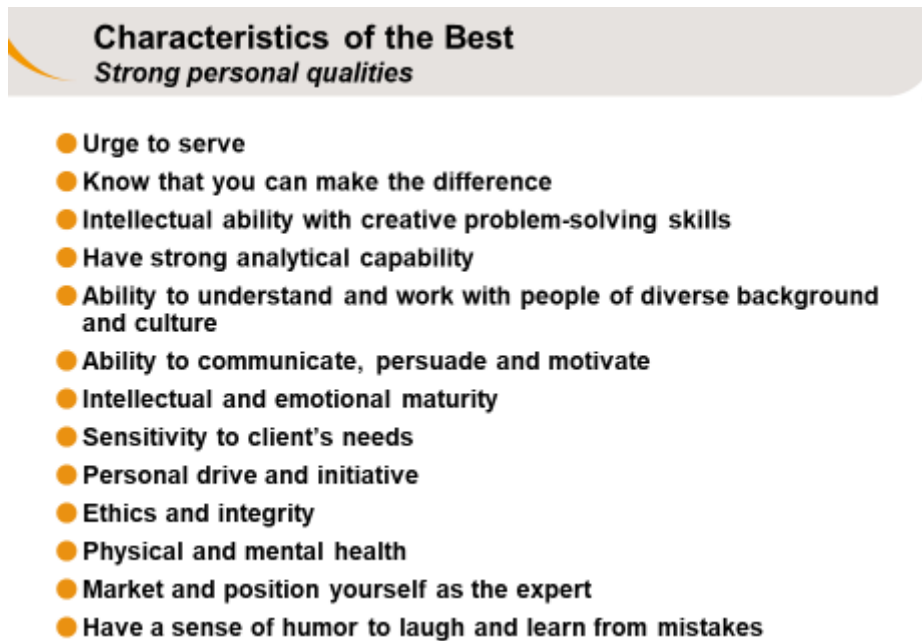 Characteristics of the Best
Strong personal qualities
Urge to serve
Know that you can make the difference
Intellectual ability with creative problem-solving skills
Have strong analytical capability
Ability to understand and work with people of diverse background
and culture
Ability to communicate, persuade and motivate
Intellectual and emotional maturity
Sensitivity to client's needs
Personal drive and initiative
Ethics and integrity
Physical and mental health
Market and position yourself as the expert
Have a sense of humor to laugh and learn from mistakes